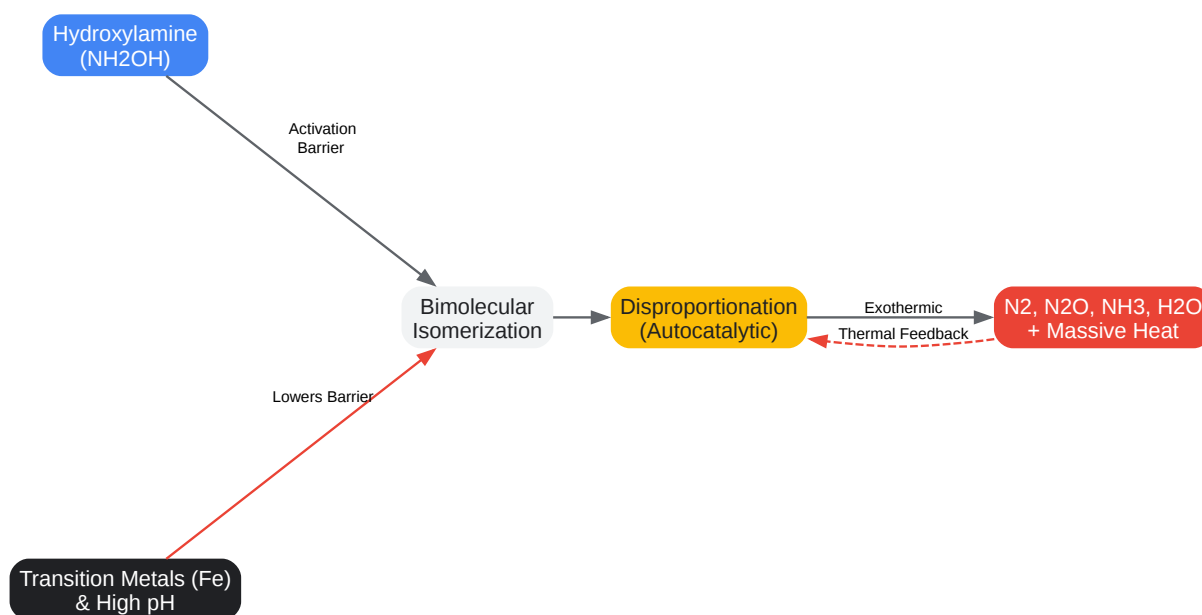 Hydroxylamine
(NH2OH)
Activation
Barrier
Bimolecular
Isomerization
Disproportionation
(Autocatalytic)
Exothermic
Thermal Feedback
N2, N2O, NH3, H2O
+ Massive Heat
Lowers Barrier
Transition Metals (Fe)
& High pH